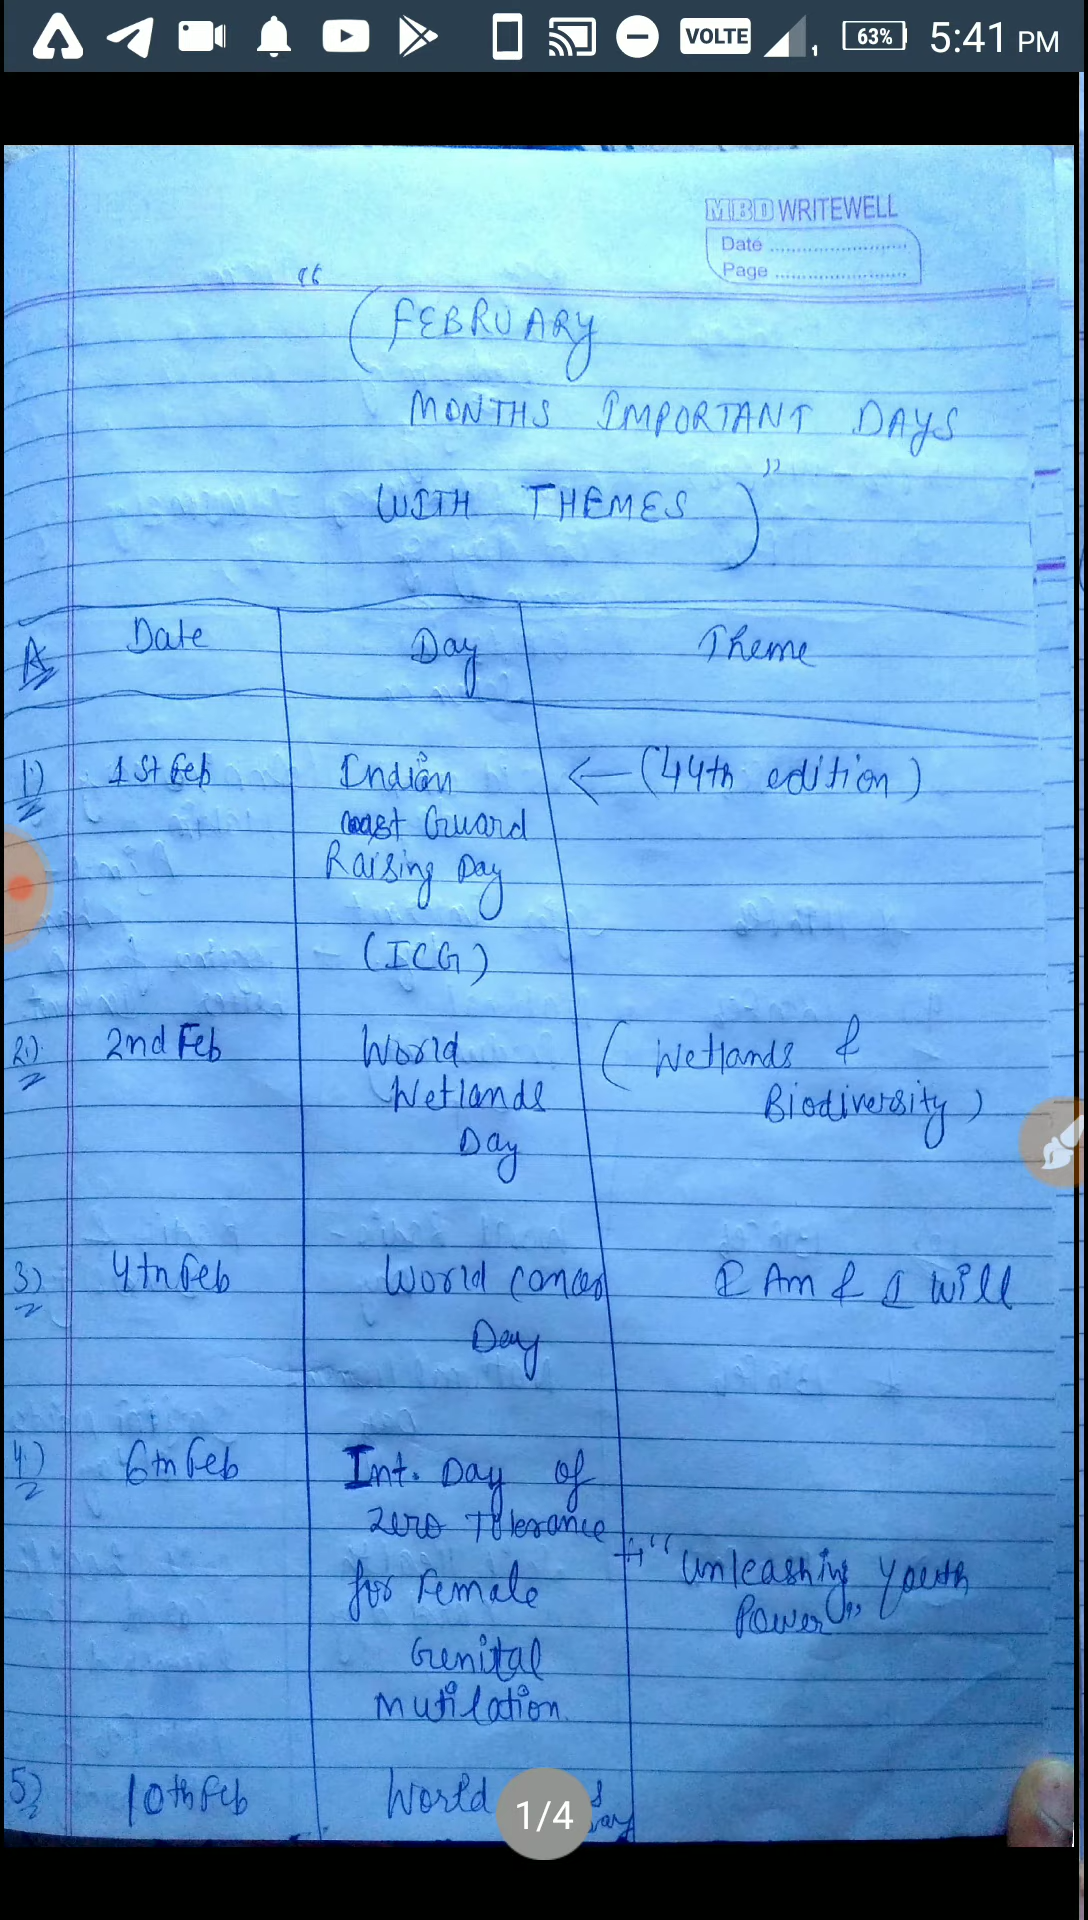 VOLTE 63% 5:41 PM
MBD WRITEWELL
Date
Page
"(FEBRUARY
MONTHS IMPORTANT DAYS
WITH THEMES)"
A Date Day Theme
1) 1st Feb Indian ← (44th edition)
coast Guard
Raising Day
(ICG)
2) 2nd Feb World (Wetlands &
Wetlands Biodiversity)
Day
3) 4th Feb World cancer I Am & I Will
Day
4) 6th Feb Int. Day of
Zero Tolerance
"Unleashing Youth
for Female
Power"
Genital
Mutilation.
5) 10th Feb World
1/4